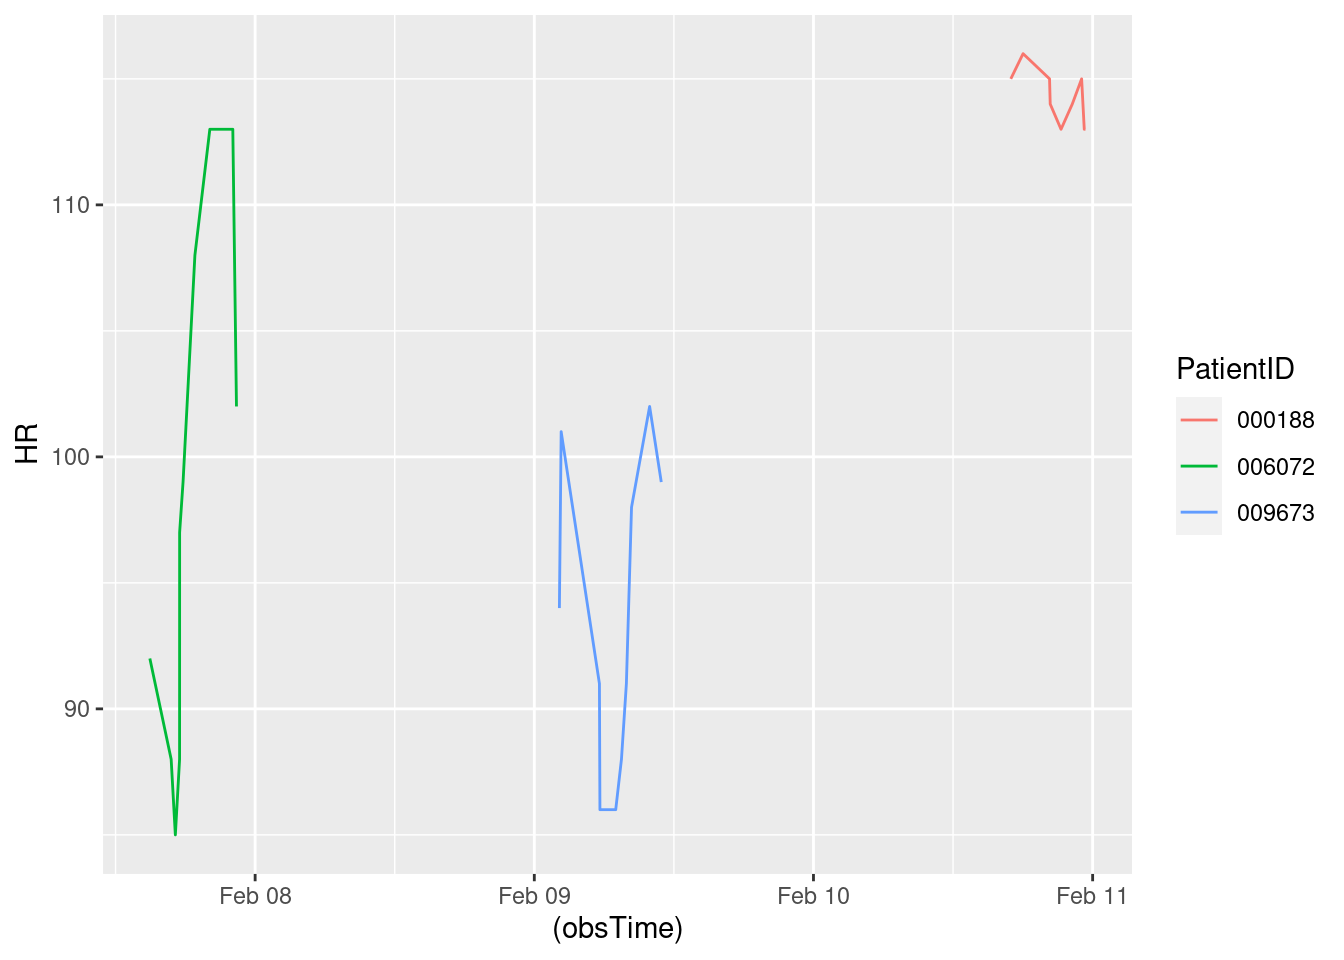 HR
110
100
90
Feb 08
Feb 09
Feb 10
Feb 11
(obsTime)
PatientID
000188
006072
009673